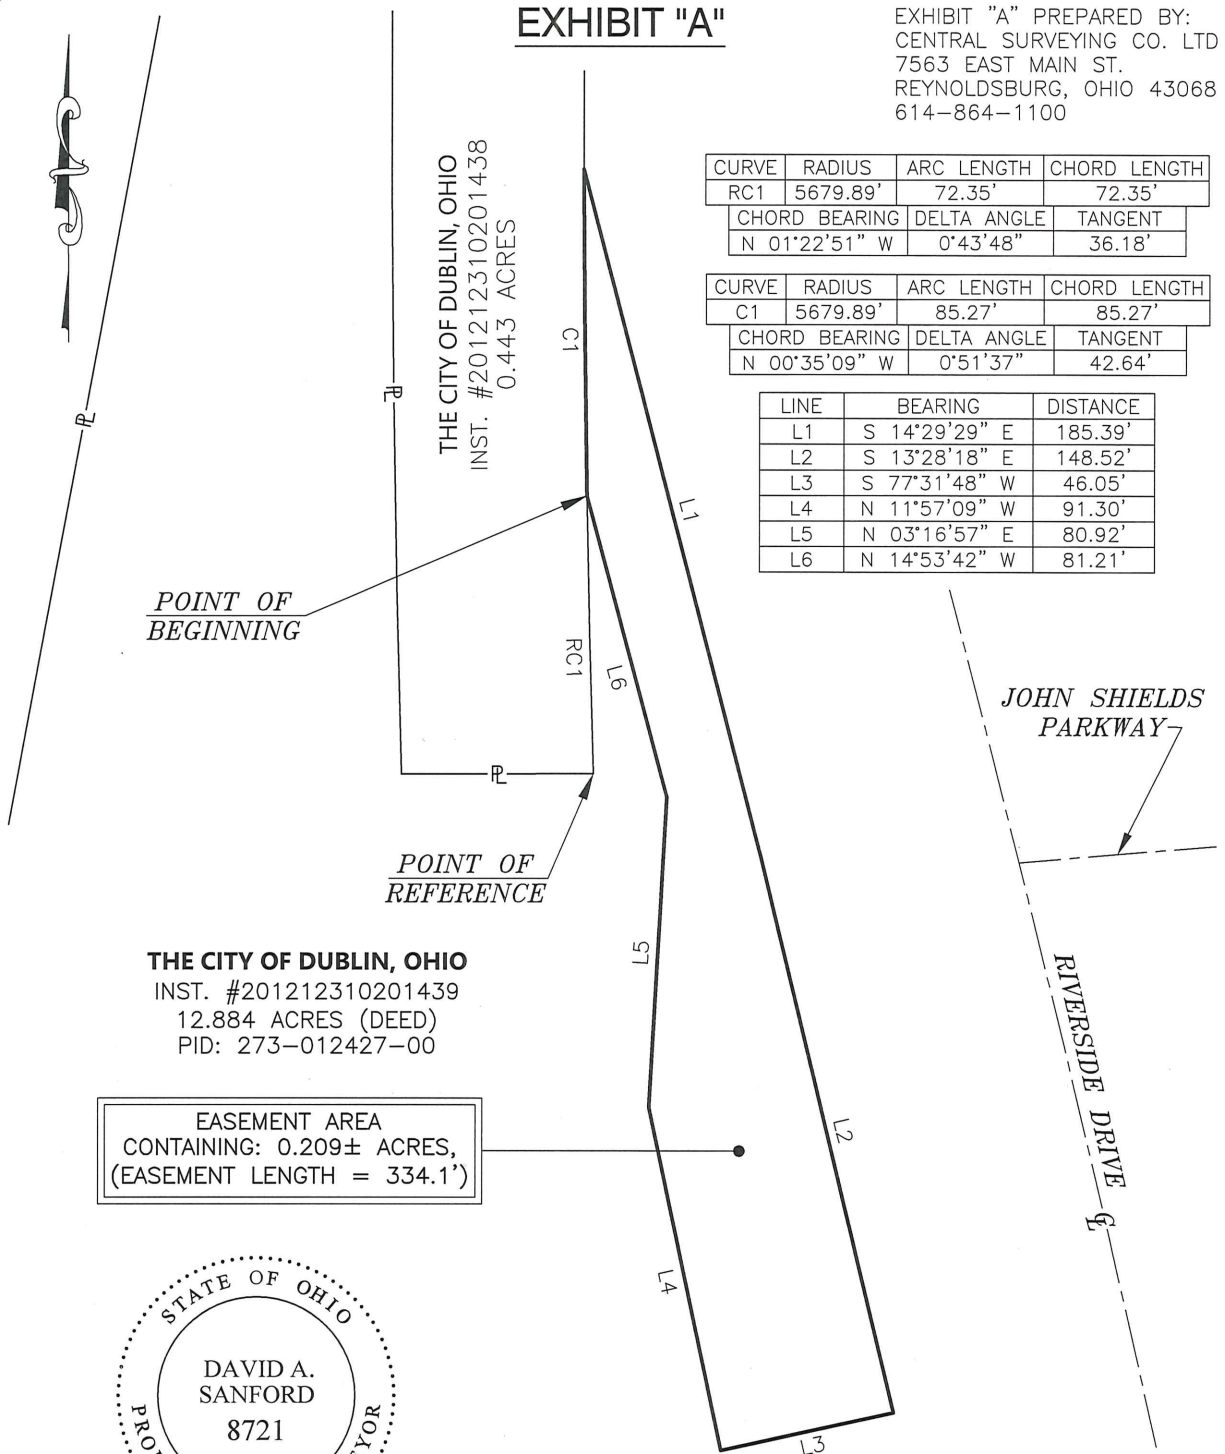 EXHIBIT "A"
EXHIBIT "A" PREPARED BY:
CENTRAL SURVEYING CO. LTD
7563 EAST MAIN ST.
REYNOLDSBURG, OHIO 43068
614-864-1100
CURVE RADIUS ARC LENGTH CHORD LENGTH
RC1 5679.89' 72.35' 72.35'
CHORD BEARING DELTA ANGLE TANGENT
N 01°22'51" W 0°43'48" 36.18'
CURVE RADIUS ARC LENGTH CHORD LENGTH
C1 5679.89' 85.27' 85.27'
CHORD BEARING DELTA ANGLE TANGENT
N 00°35'09" W 0°51'37" 42.64'
LINE BEARING DISTANCE
L1 S 14°29'29" E 185.39'
L2 S 13°28'18" E 148.52'
L3 S 77°31'48" W 46.05'
L4 N 11°57'09" W 91.30'
L5 N 03°16'57" E 80.92'
L6 N 14°53'42" W 81.21'
THE CITY OF DUBLIN, OHIO
INST. #201212310201438
0.443 ACRES
C1
PL
PL
L1
POINT OF
BEGINNING
RC1
L6
JOHN SHIELDS
PARKWAY
PL
POINT OF
REFERENCE
L5
THE CITY OF DUBLIN, OHIO
INST. #201212310201439
12.884 ACRES (DEED)
PID: 273-012427-00
RIVERSIDE DRIVE CL
EASEMENT AREA
CONTAINING: 0.209± ACRES,
(EASEMENT LENGTH = 334.1')
L2
L4
STATE OF OHIO
DAVID A.
SANFORD
8721
L3